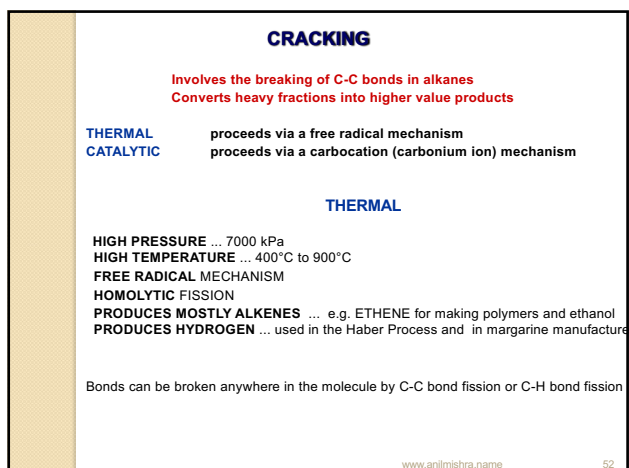 CRACKING
Involves the breaking of C-C bonds in alkanes
Converts heavy fractions into higher value products
THERMAL proceeds via a free radical mechanism
CATALYTIC proceeds via a carbocation (carbonium ion) mechanism
THERMAL
HIGH PRESSURE ... 7000 kPa
HIGH TEMPERATURE ... 400°C to 900°C
FREE RADICAL MECHANISM
HOMOLYTIC FISSION
PRODUCES MOSTLY ALKENES ... e.g. ETHENE for making polymers and ethanol
PRODUCES HYDROGEN ... used in the Haber Process and in margarine manufacture
Bonds can be broken anywhere in the molecule by C-C bond fission or C-H bond fission
www.anilmishra.name 52